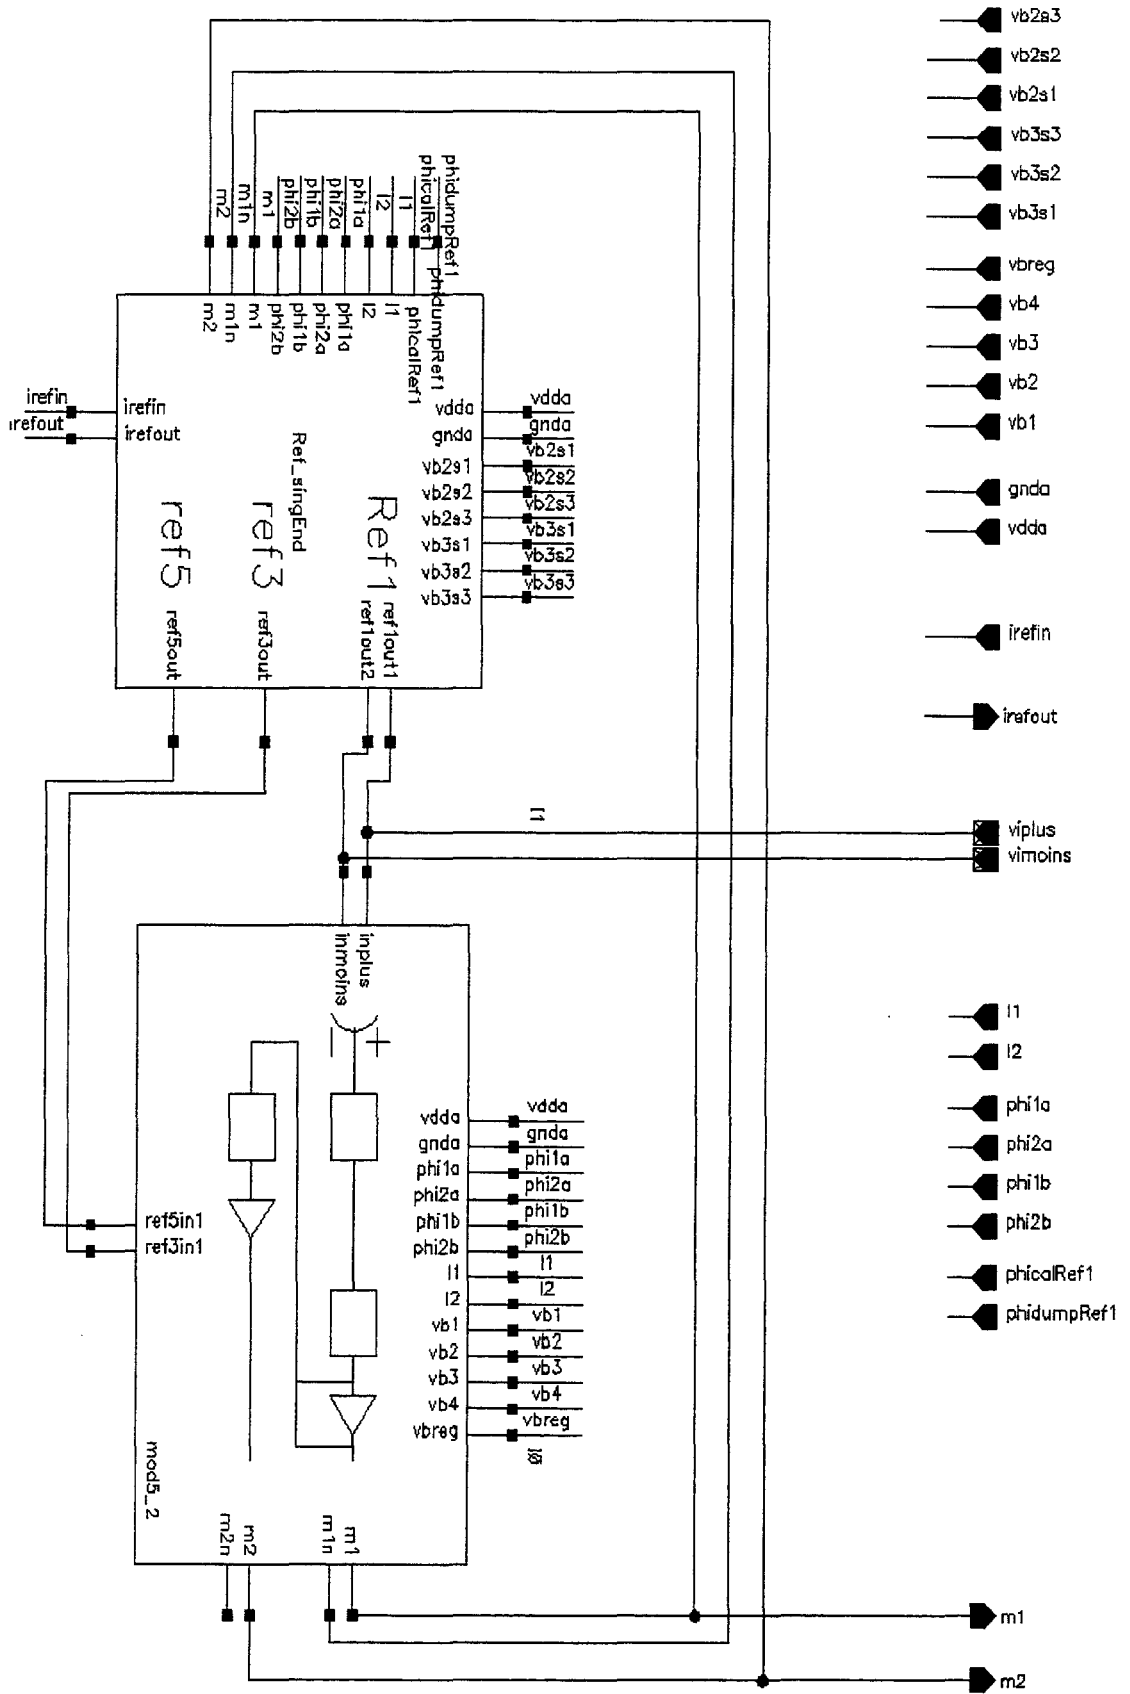 vb2s3
vb2s2
vb2s1
vb3s3
vb3s2
vb3s1
vbreg
vb4
vb3
vb2
vb1
gnda
vdda
irefin
irefout
viplus
vimoins
l1
l2
phi1a
phi2a
phi1b
phi2b
phicalRef1
phidumpRef1
m1
m2
m2
m1n
m1
phi2b
phi1b
phi2a
phi1a
l2
l1
phicalRef1
phidumpRef1
m2
m1n
m1
phi2b
phi1b
phi2a
phi1a
l2
l1
phicalRef1
phidumpRef1
irefin
irefout
irefin
irefout
Ref_singEnd
ref5
ref3
Ref1
ref5out
ref3out
ref1out2
ref1out1
vdda
gnda
vb2s1
vb2s2
vb2s3
vb3s1
vb3s2
vb3s3
vdda
gnda
vb2s1
vb2s2
vb2s3
vb3s1
vb3s2
vb3s3
I1
inmoins
inplus
− +
ref5in1
ref3in1
vdda
gnda
phi1a
phi2a
phi1b
phi2b
l1
l2
vb1
vb2
vb3
vb4
vbreg
vdda
gnda
phi1a
phi2a
phi1b
phi2b
l1
l2
vb1
vb2
vb3
vb4
vbreg
I0
mod5_2
m2n
m2
m1n
m1